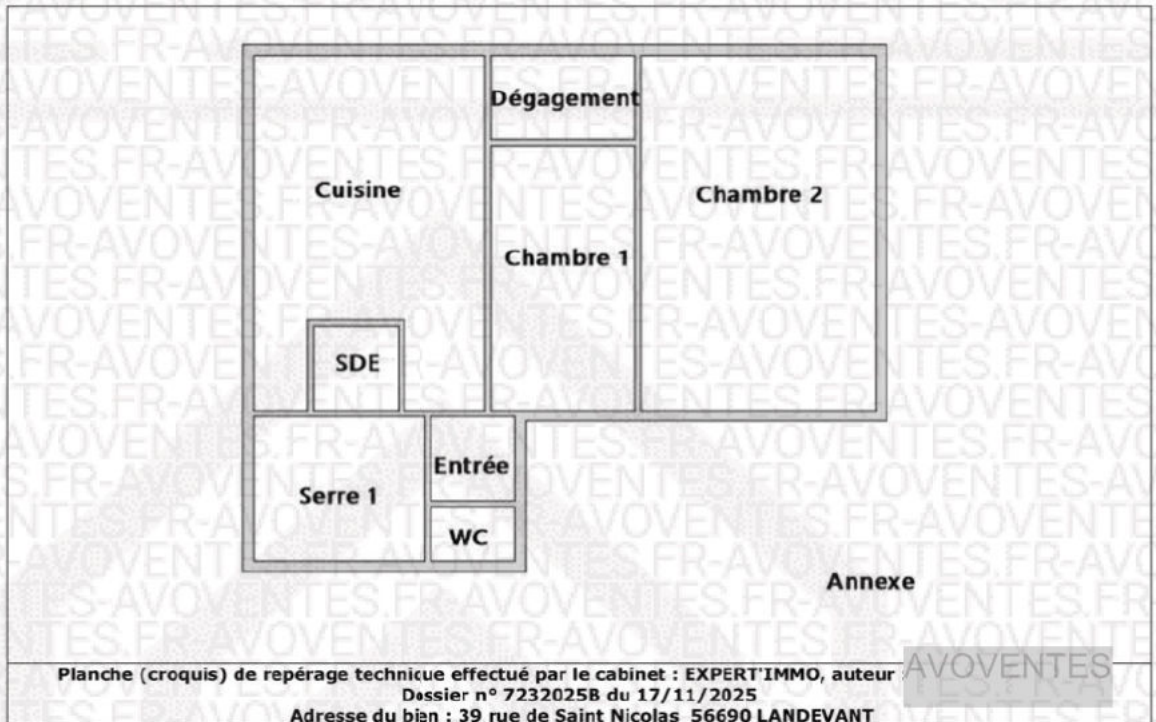 Dégagement
Cuisine
Chambre 2
Chambre 1
SDE
Entrée
Serre 1
WC
Annexe
Planche (croquis) de repérage technique effectué par le cabinet : EXPERT'IMMO, auteur :
AVOVENTES
Dossier n° 7232025B du 17/11/2025
Adresse du bien : 39 rue de Saint Nicolas 56690 LANDEVANT